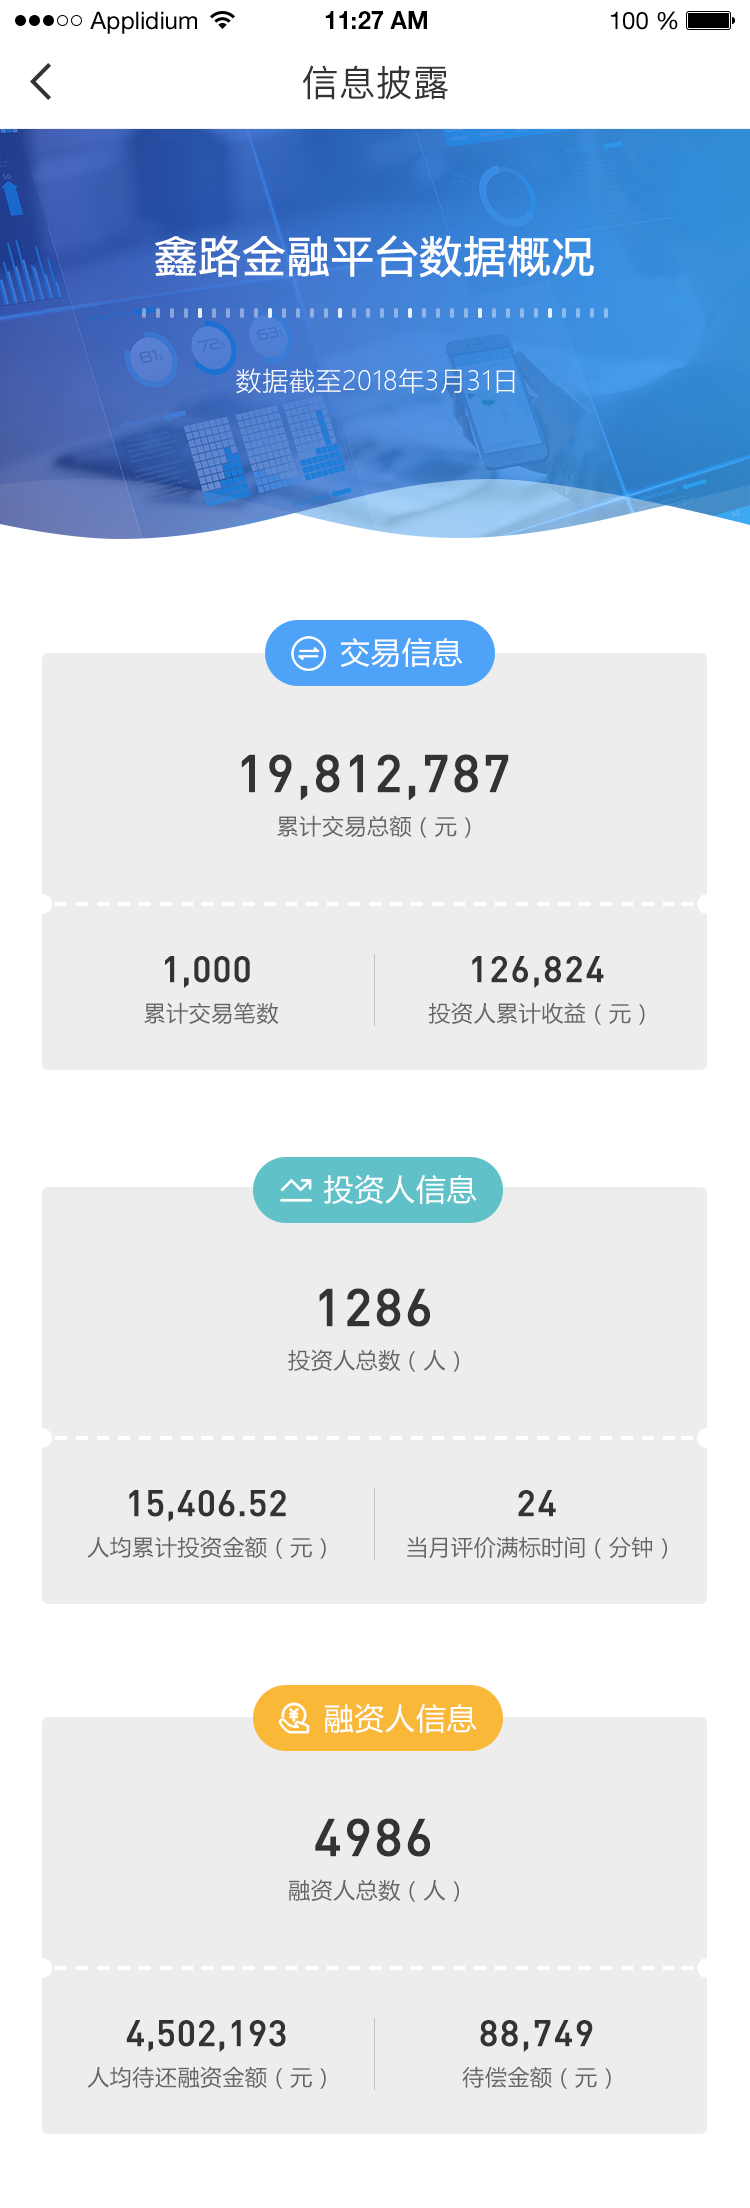 Applidium 11:27 AM 100 %
信息披露
鑫路金融平台数据概况
81%
72%
63%
数据截至2018年3月31日
交易信息
19,812,787
累计交易总额（元）
1,000
累计交易笔数
126,824
投资人累计收益（元）
投资人信息
1286
投资人总数（人）
15,406.52
人均累计投资金额（元）
24
当月评价满标时间（分钟）
融资人信息
4986
融资人总数（人）
4,502,193
人均待还融资金额（元）
88,749
待偿金额（元）